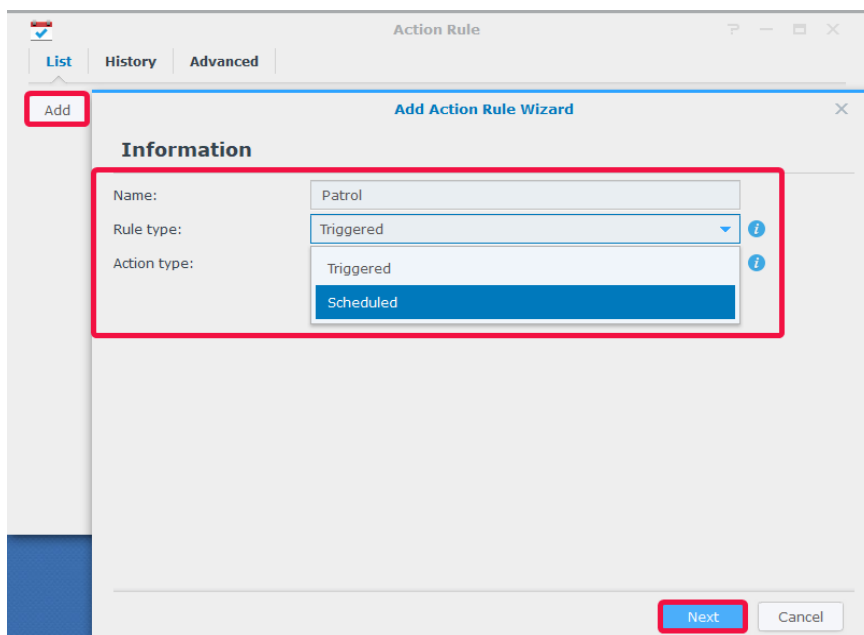 Action Rule
List History Advanced
Add
Add Action Rule Wizard
Information
Name: Patrol
Rule type: Triggered
Action type:
Triggered
Scheduled
Next Cancel